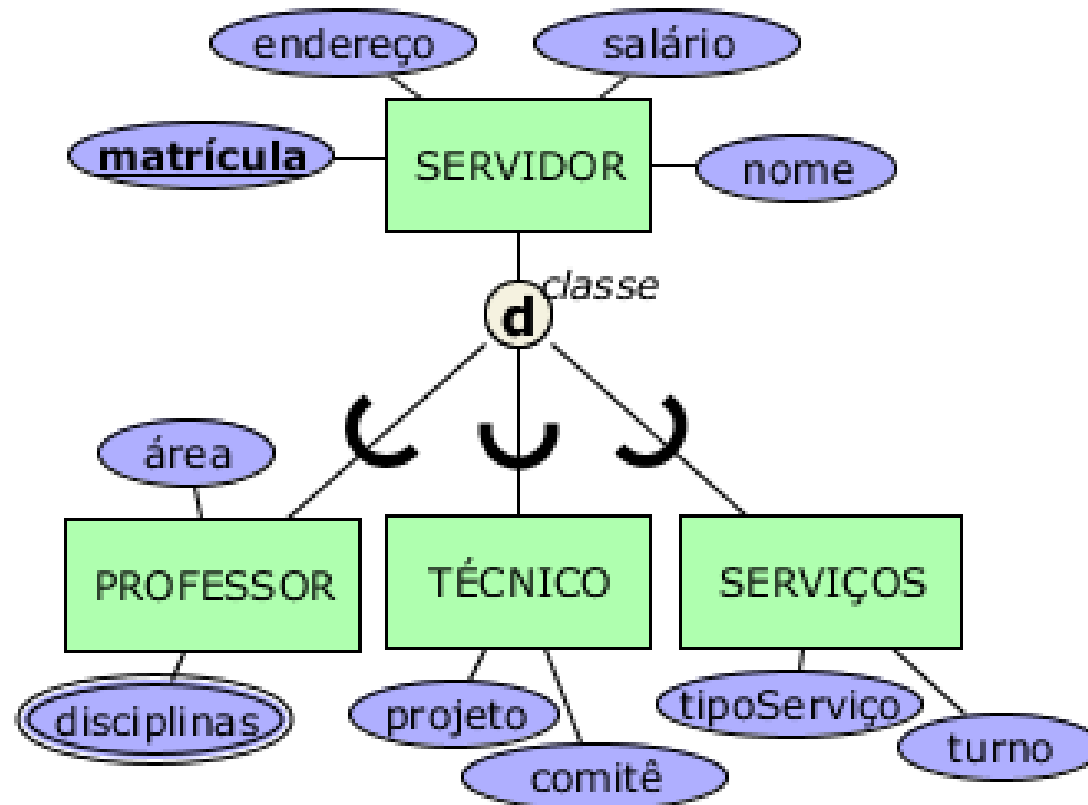 endereço
salário
matrícula
SERVIDOR
nome
classe
d
área
PROFESSOR
TÉCNICO
SERVIÇOS
disciplinas
projeto
tipoServiço
comitê
turno